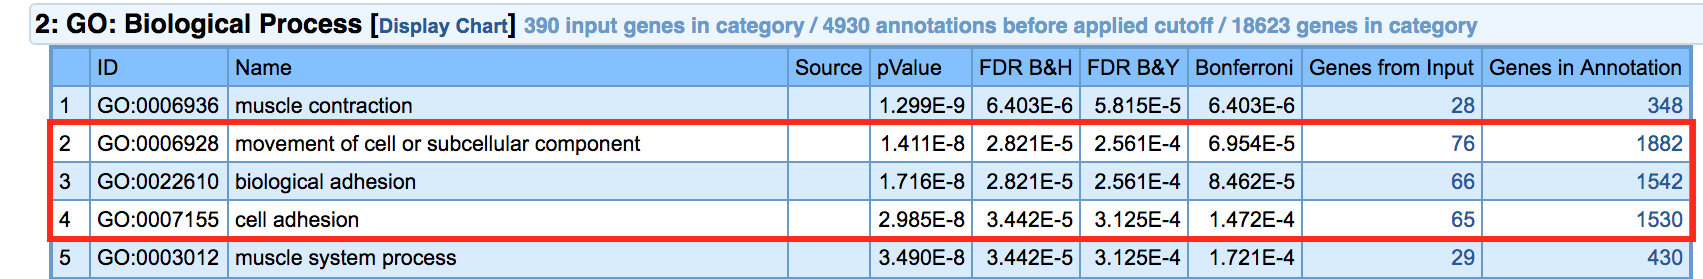 2: GO: Biological Process [Display Chart] 390 input genes in category / 4930 annotations before applied cutoff / 18623 genes in category
ID Name Source pValue FDR B&H FDR B&Y Bonferroni Genes from Input Genes in Annotation
1 GO:0006936 muscle contraction 1.299E-9 6.403E-6 5.815E-5 6.403E-6 28 348
2 GO:0006928 movement of cell or subcellular component 1.411E-8 2.821E-5 2.561E-4 6.954E-5 76 1882
3 GO:0022610 biological adhesion 1.716E-8 2.821E-5 2.561E-4 8.462E-5 66 1542
4 GO:0007155 cell adhesion 2.985E-8 3.442E-5 3.125E-4 1.472E-4 65 1530
5 GO:0003012 muscle system process 3.490E-8 3.442E-5 3.125E-4 1.721E-4 29 430